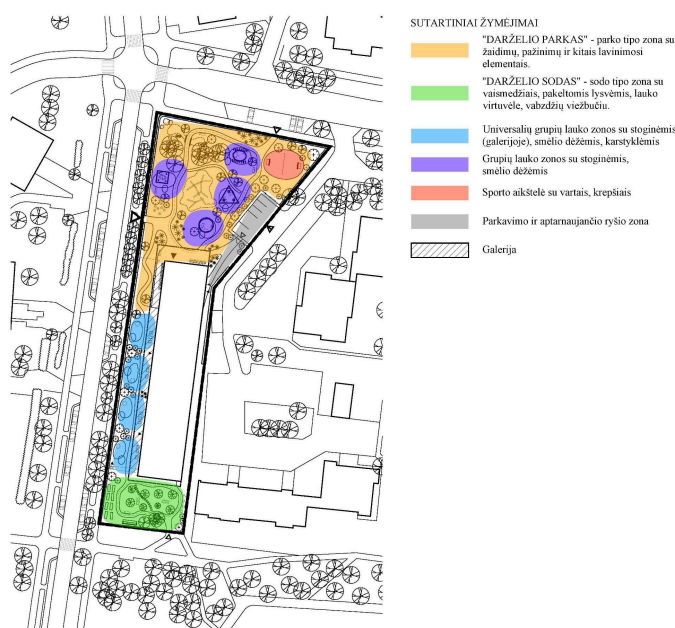 SUTARTINIAI ŽYMĖJIMAI
"DARŽELIO PARKAS" - parko tipo zona su
žaidimų, pažinimų ir kitais lavinimosi
elementais.
"DARŽELIO SODAS" - sodo tipo zona su
vaismedžiais, pakeltomis lysvėmis, lauko
virtuvėle, vabzdžių viežbučiu.
Universalių grupių lauko zonos su stoginėmis
(galerijoje), smėlio dėžėmis, karstyklėmis
Grupių lauko zonos su stoginėmis,
smėlio dėžėmis
Sporto aikštelė su vartais, krepšiais
Parkavimo ir aptarnaujančio ryšio zona
Galerija